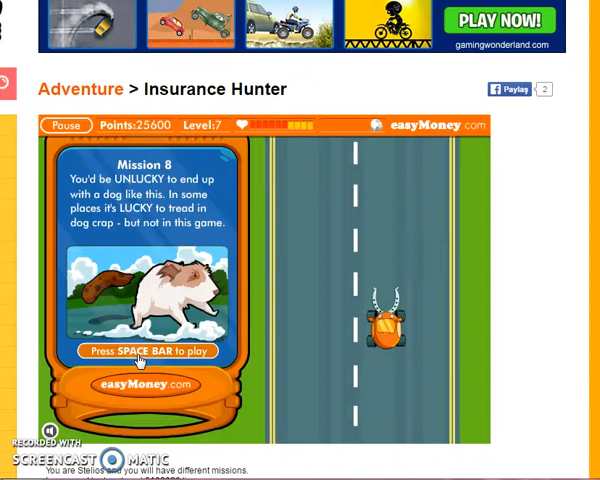 PLAY NOW!
gamingwonderland.com
Adventure > Insurance Hunter
Paylaş 2
Pause Points:25600 Level:7 easyMoney.com
Mission 8
You'd be UNLUCKY to end up
with a dog like this. In some
places it's LUCKY to tread in
dog crap - but not in this game.
Press SPACE BAR to play
easyMoney.com
RECORDED WITH
SCREENCAST MATIC
You are Stelios and you will have different missions.